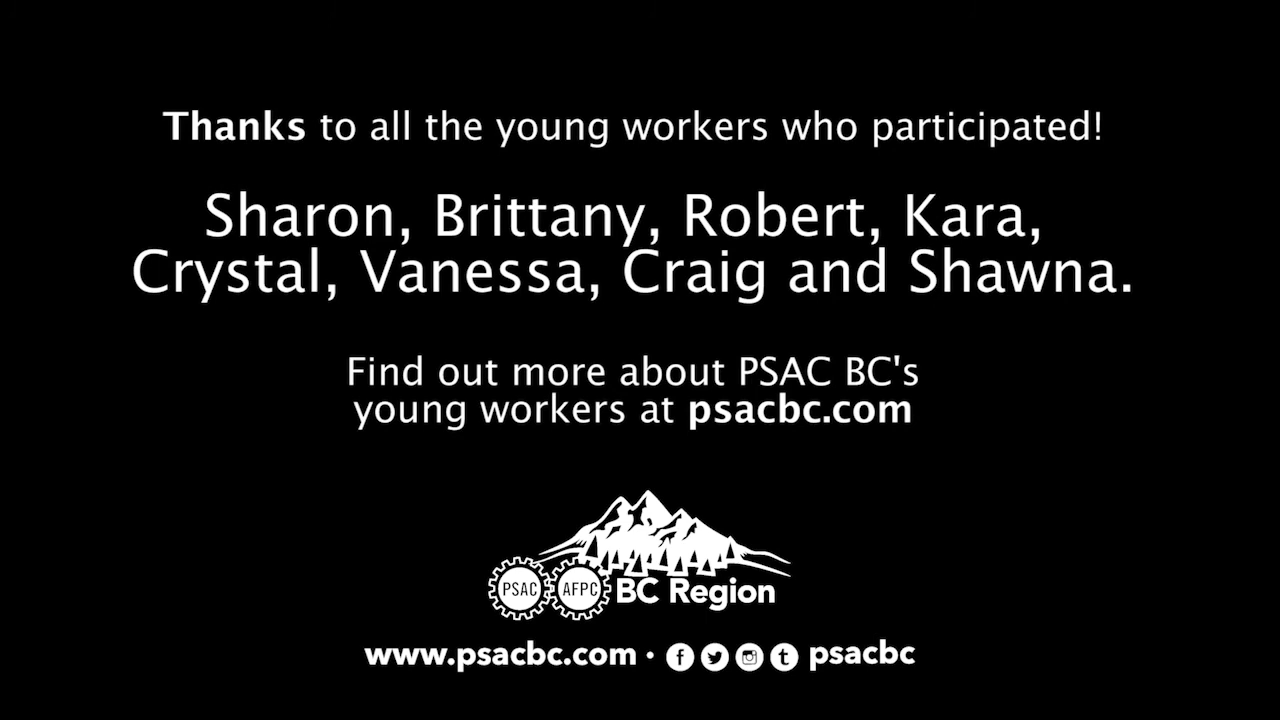 Thanks to all the young workers who participated!
Sharon, Brittany, Robert, Kara,
Crystal, Vanessa, Craig and Shawna.
Find out more about PSAC BC's
young workers at psacbc.com
PSAC AFPC BC Region
www.psacbc.com · f t psacbc